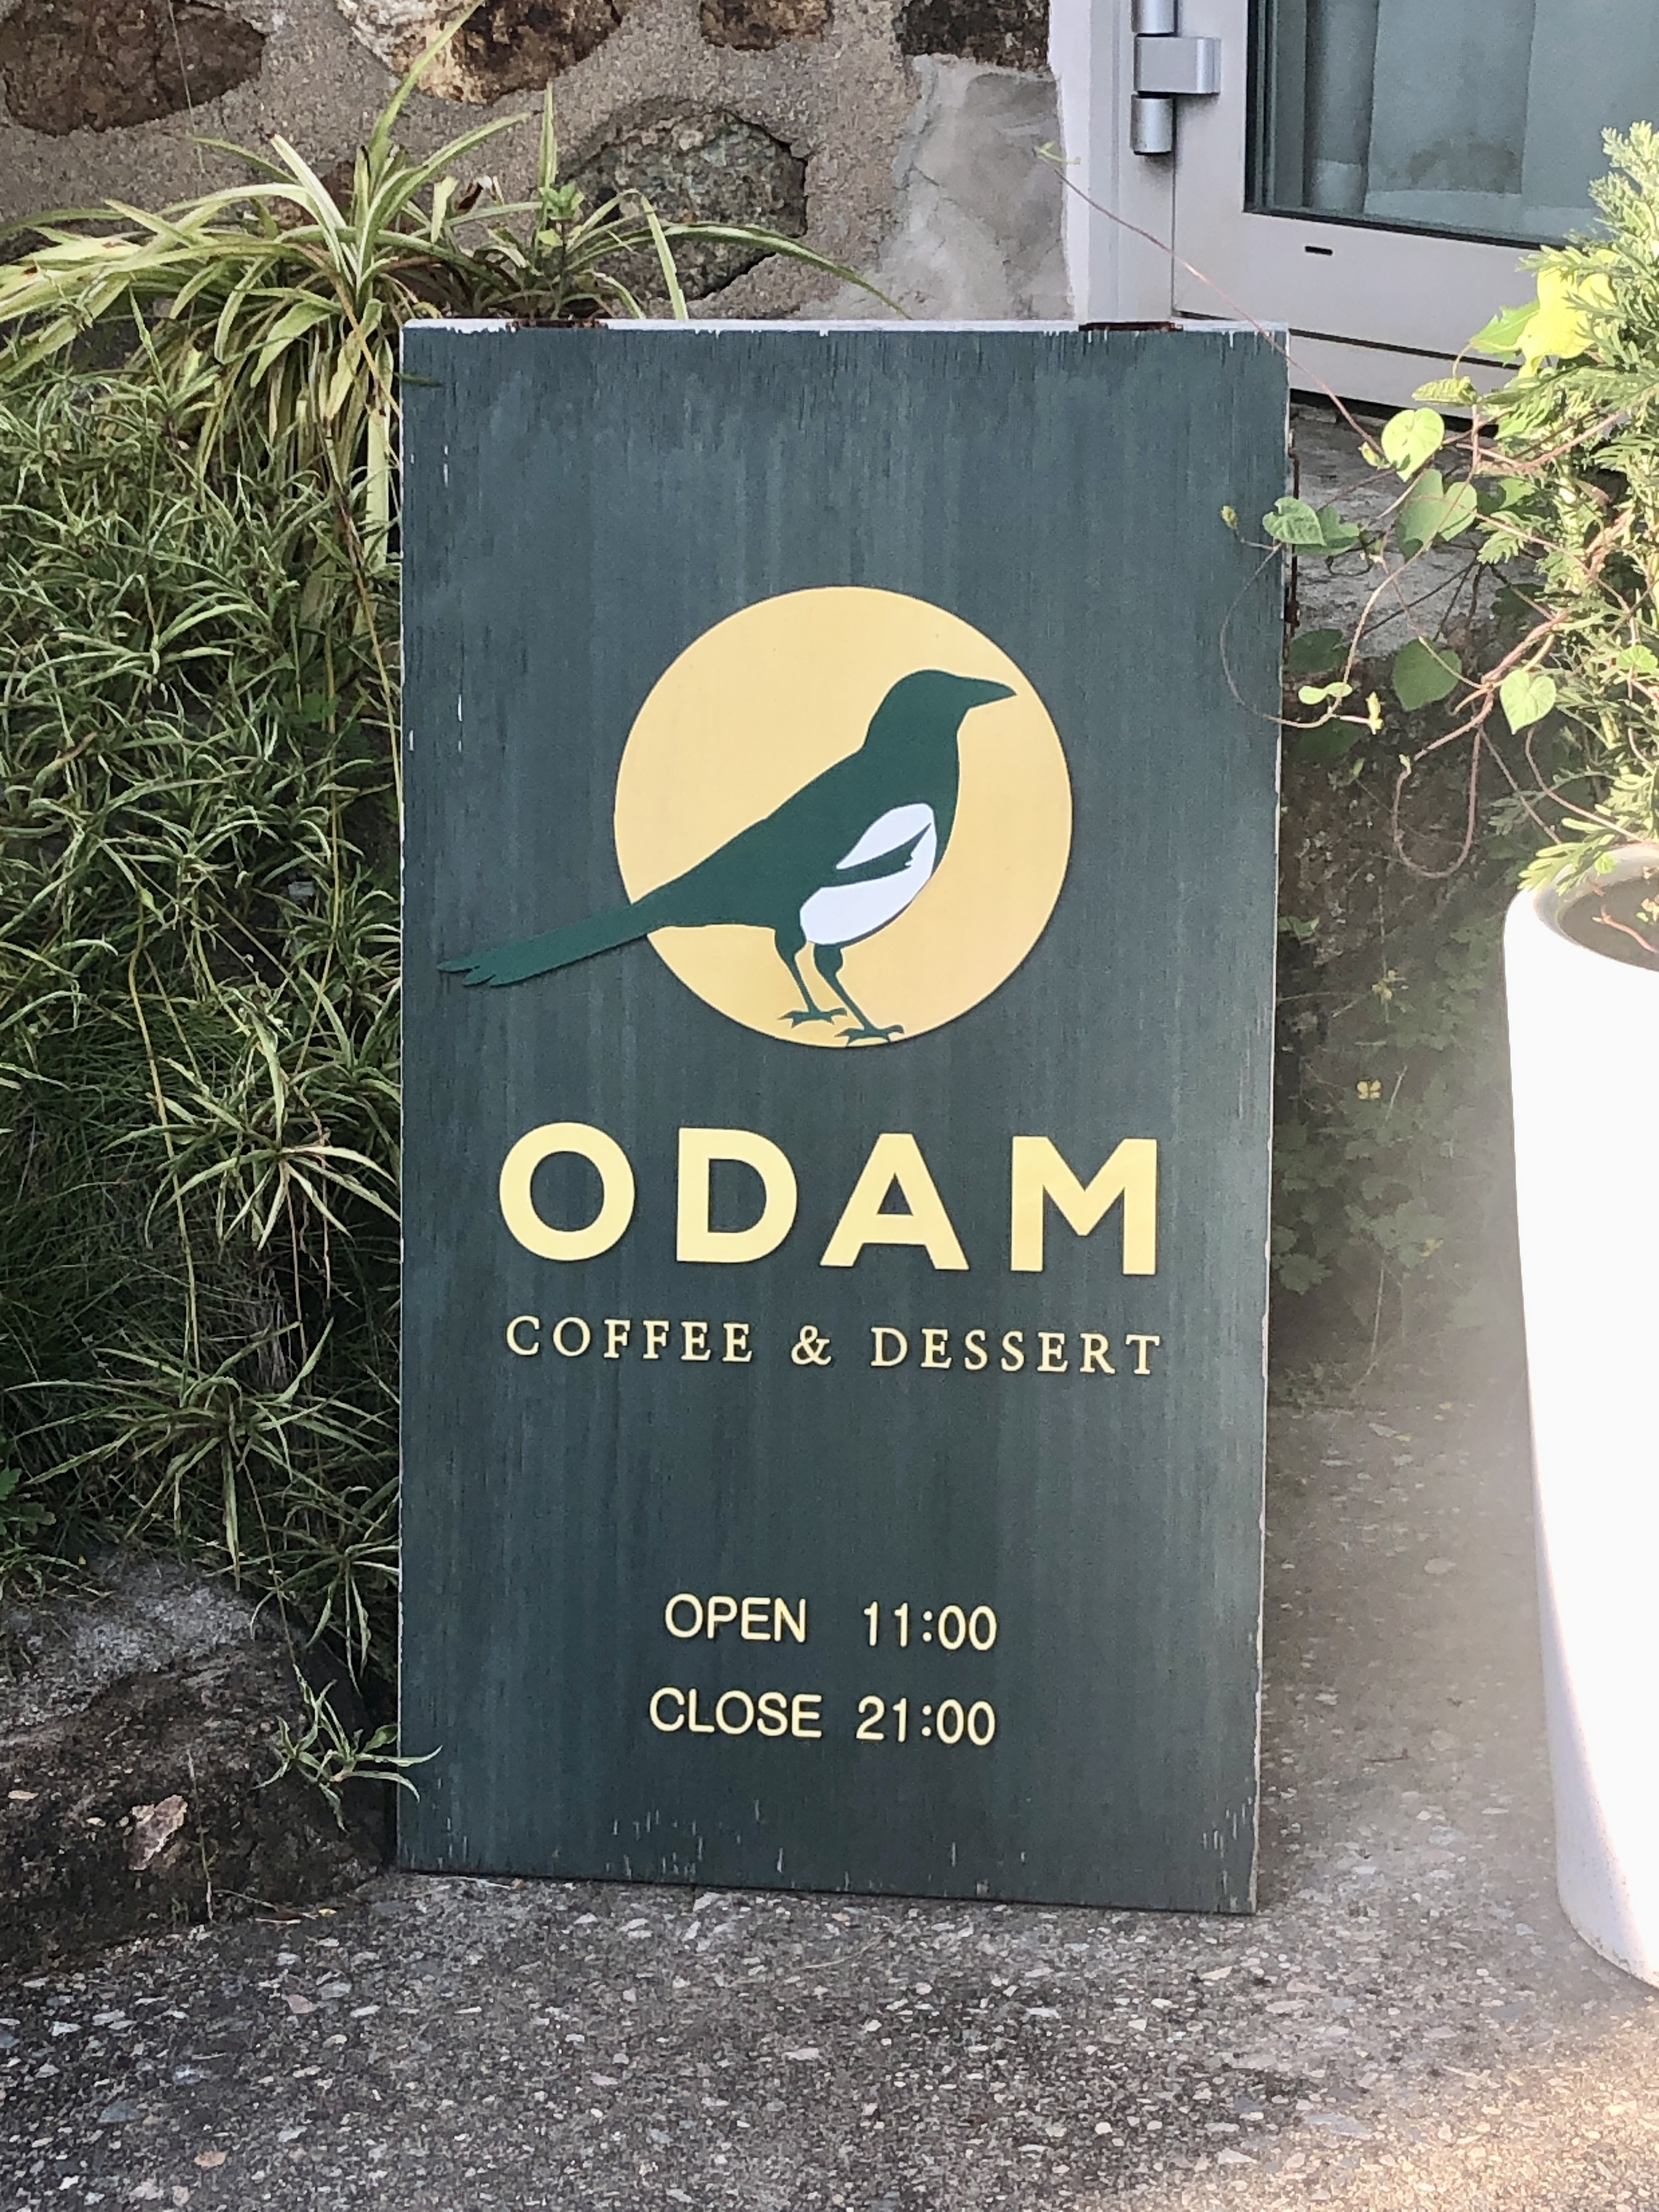 ODAM
COFFEE & DESSERT
OPEN 11:00
CLOSE 21:00